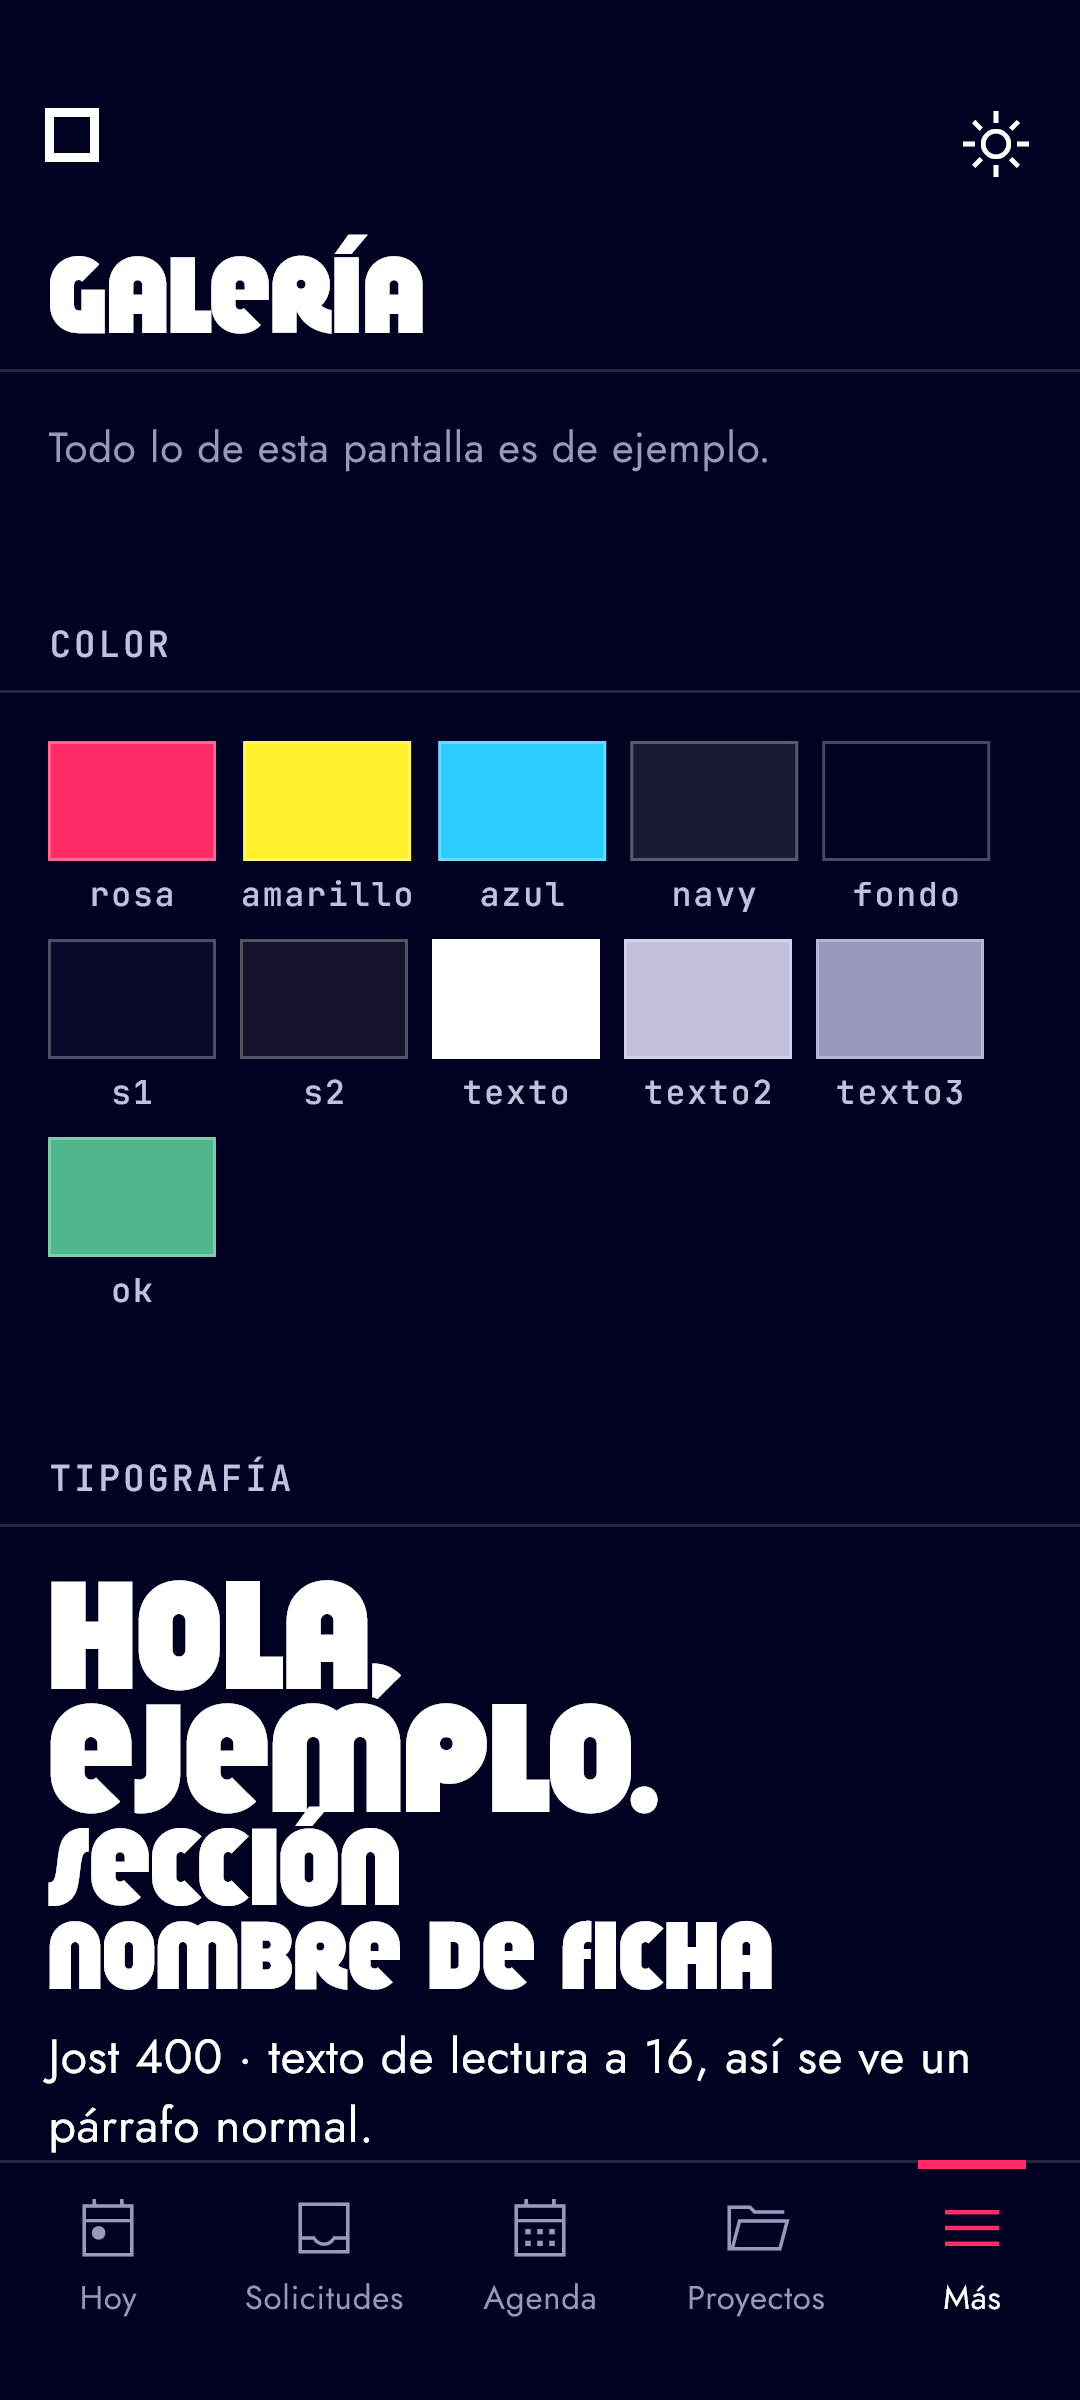 GALERÍA
Todo lo de esta pantalla es de ejemplo.
COLOR
rosa amarillo azul navy fondo
s1 s2 texto texto2 texto3
ok
TIPOGRAFÍA
HOLA,
eJemPLO.
SeCCIÓn
nOmBRe De fICHA
Jost 400 · texto de lectura a 16, así se ve un
párrafo normal.
Hoy Solicitudes Agenda Proyectos Más